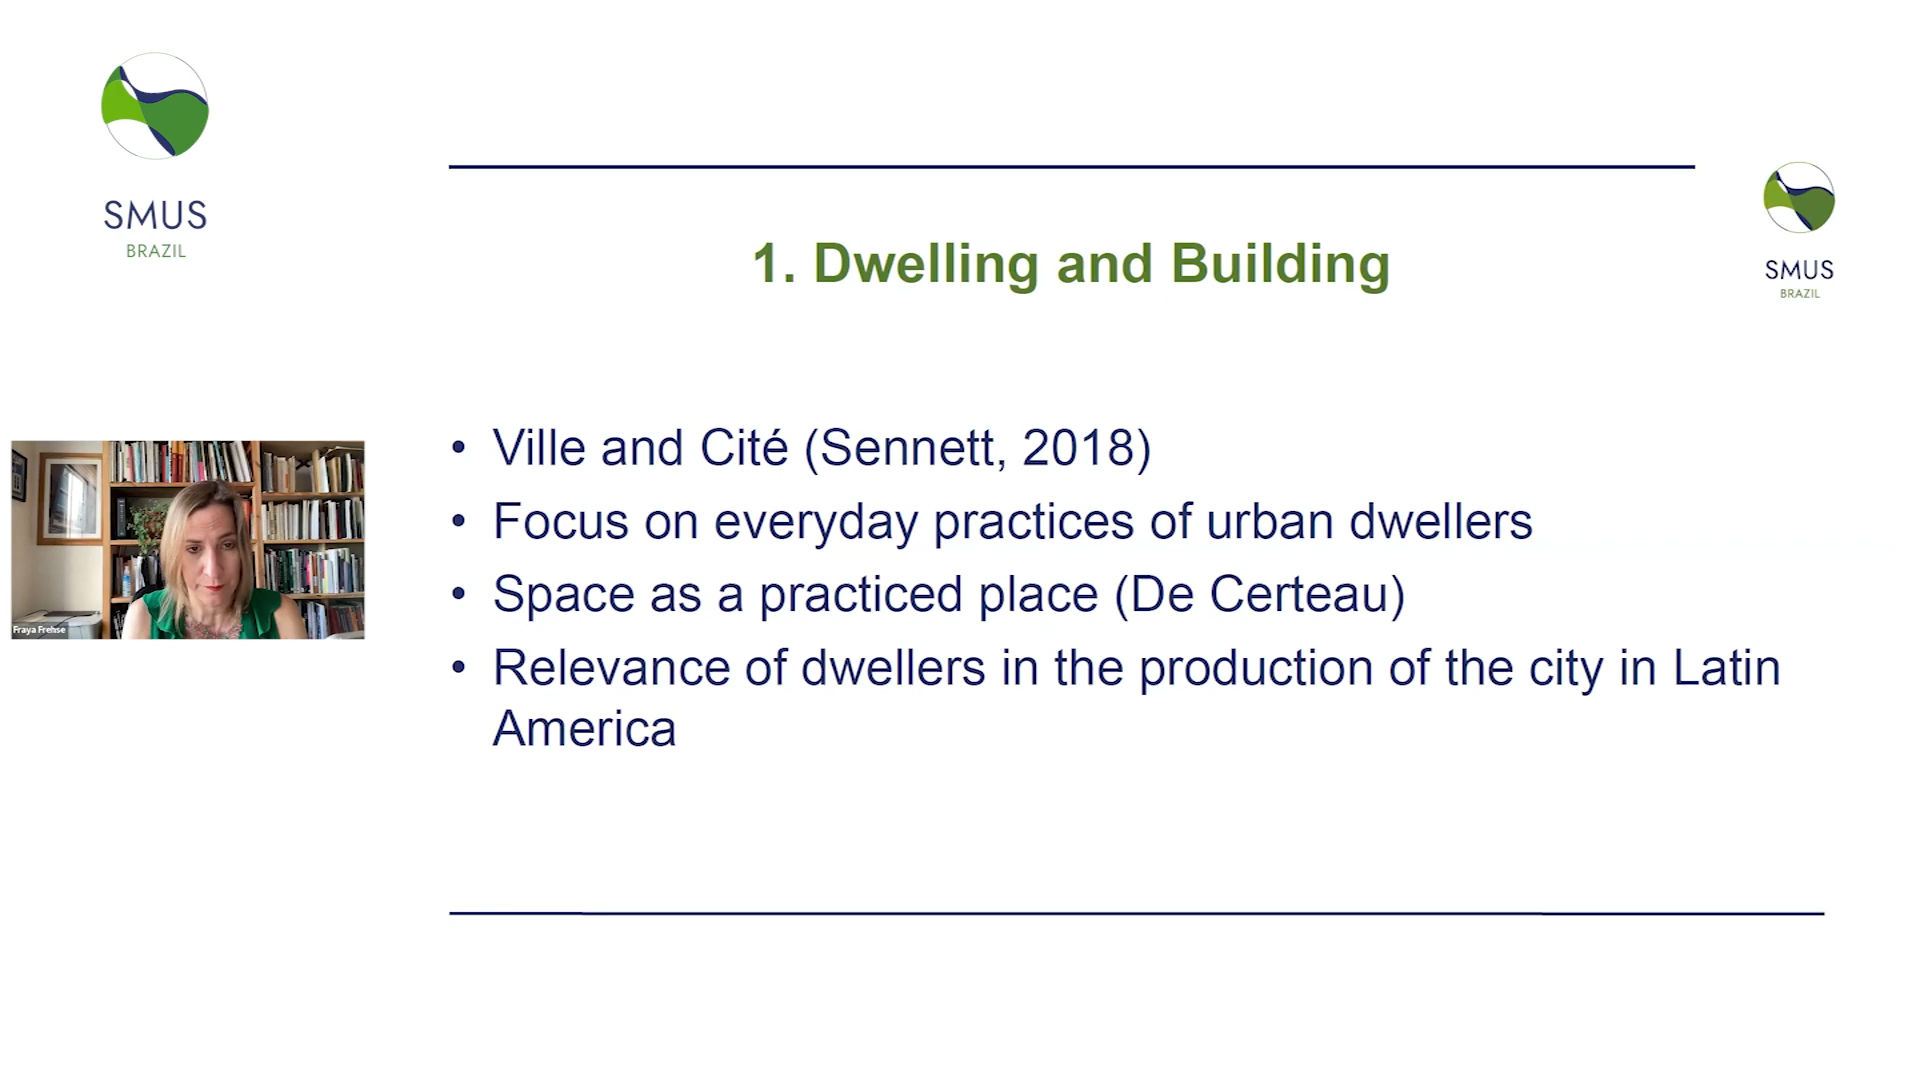 SMUS
BRAZIL
SMUS
BRAZIL
1. Dwelling and Building
• Ville and Cité (Sennett, 2018)
• Focus on everyday practices of urban dwellers
• Space as a practiced place (De Certeau)
• Relevance of dwellers in the production of the city in Latin
America
Fraya Frehse